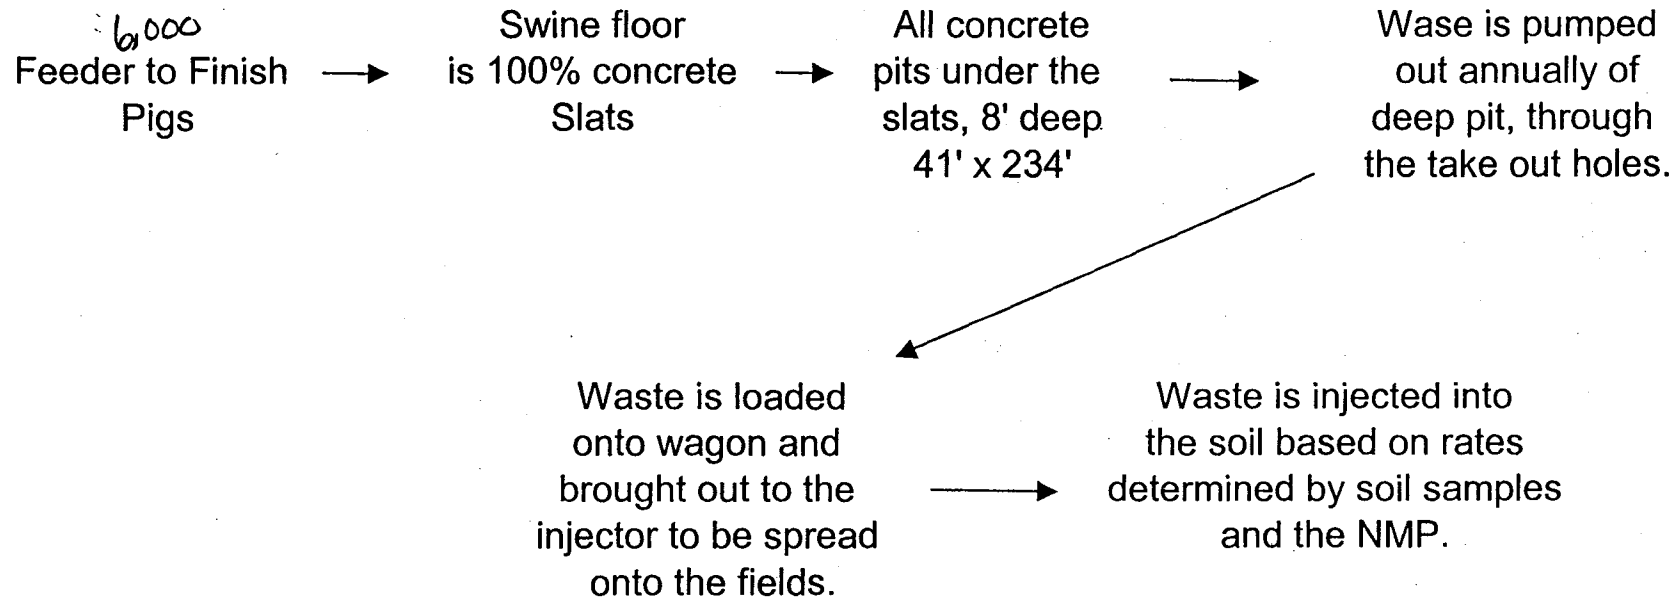 6,000
Feeder to Finish
Pigs
Swine floor
is 100% concrete
Slats
All concrete
pits under the
slats, 8' deep
41' x 234'
Wase is pumped
out annually of
deep pit, through
the take out holes.
Waste is loaded
onto wagon and
brought out to the
injector to be spread
onto the fields.
Waste is injected into
the soil based on rates
determined by soil samples
and the NMP.